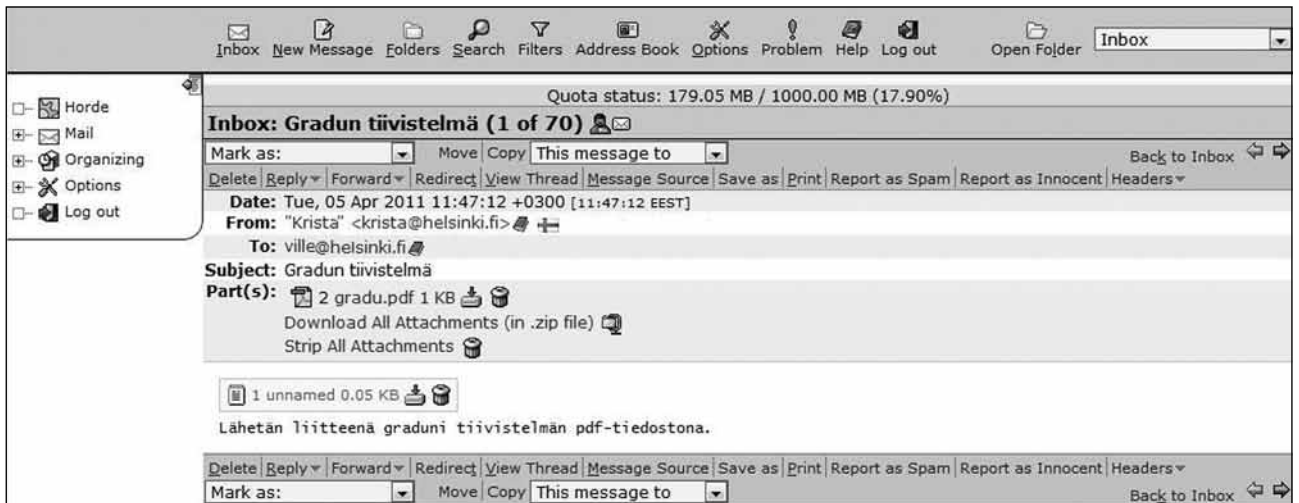 Inbox New Message Folders Search Filters Address Book Options Problem Help Log out Open Folder Inbox
Horde
Mail
Organizing
Options
Log out
Quota status: 179.05 MB / 1000.00 MB (17.90%)
Inbox: Gradun tiivistelmä (1 of 70)
Mark as: Move Copy This message to Back to Inbox
Delete Reply Forward Redirect View Thread Message Source Save as Print Report as Spam Report as Innocent Headers
Date: Tue, 05 Apr 2011 11:47:12 +0300 [11:47:12 EEST]
From: "Krista" <krista@helsinki.fi>
To: ville@helsinki.fi
Subject: Gradun tiivistelmä
Part(s): 2 gradu.pdf 1 KB
Download All Attachments (in .zip file)
Strip All Attachments
1 unnamed 0.05 KB
Lähetän liitteenä graduni tiivistelmän pdf-tiedostona.
Delete Reply Forward Redirect View Thread Message Source Save as Print Report as Spam Report as Innocent Headers
Mark as: Move Copy This message to Back to Inbox